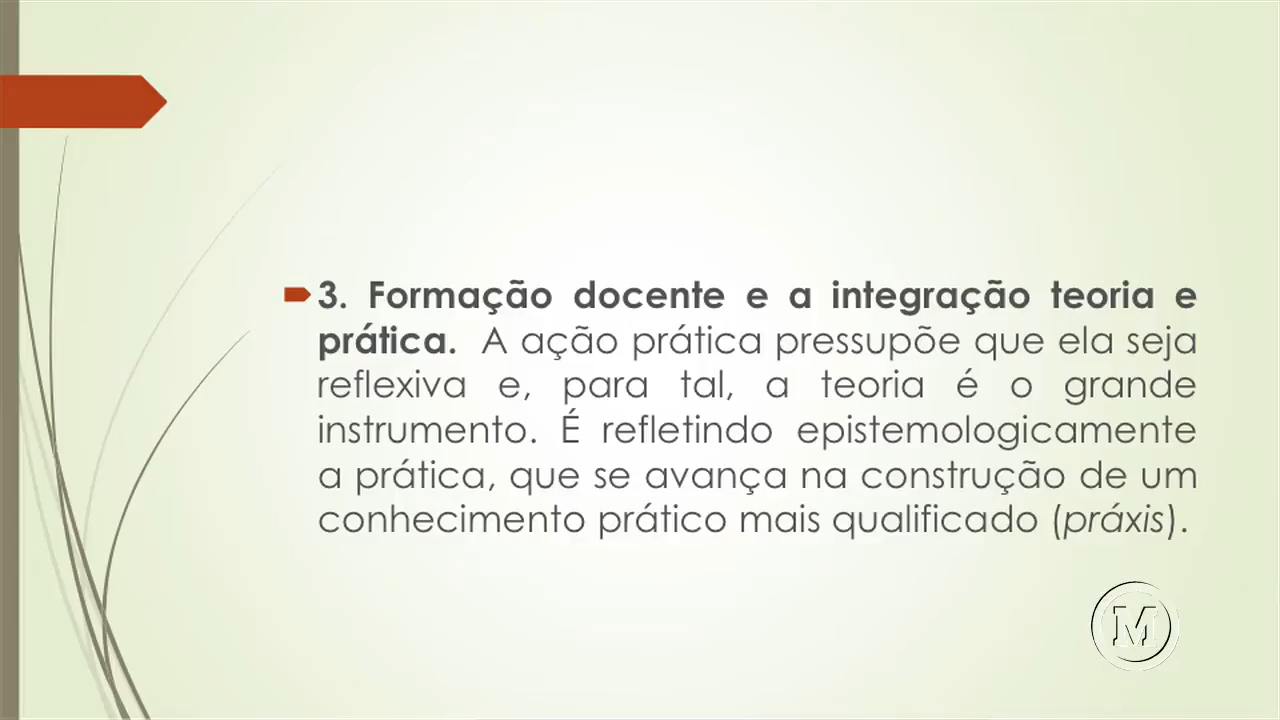 3. Formação docente e a integração teoria e
prática. A ação prática pressupõe que ela seja
reflexiva e, para tal, a teoria é o grande
instrumento. É refletindo epistemologicamente
a prática, que se avança na construção de um
conhecimento prático mais qualificado (práxis).
M